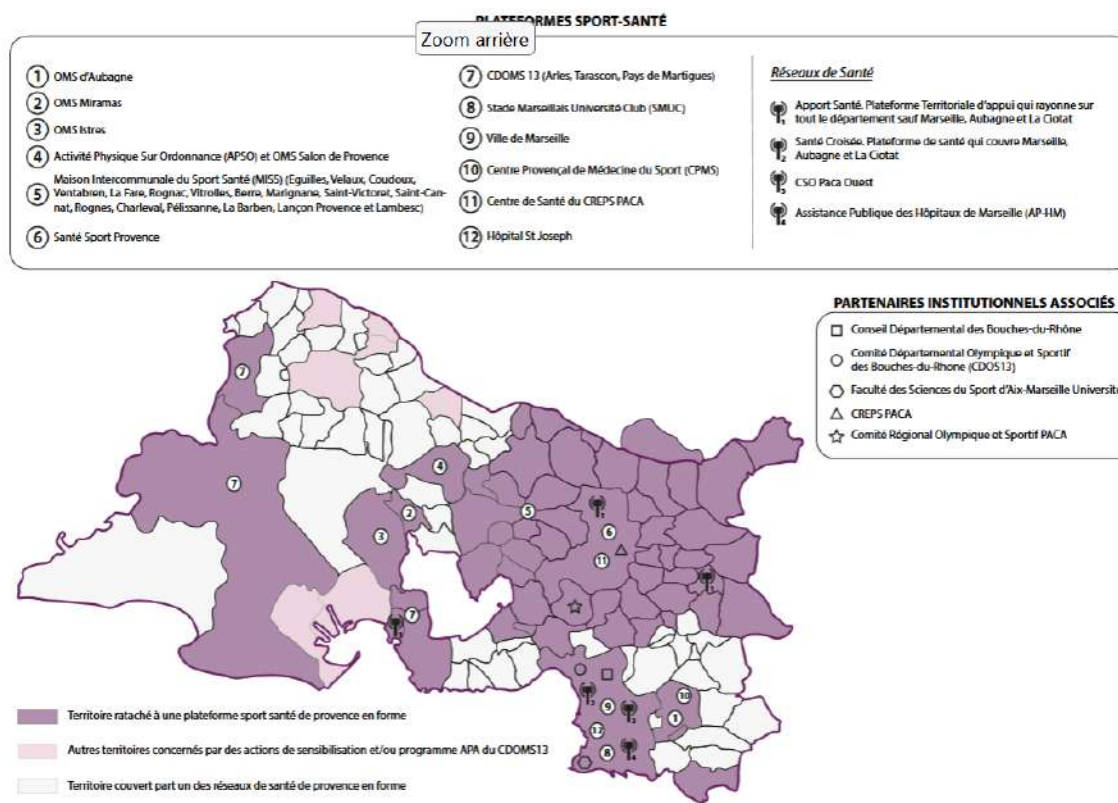 PLATEFORMES SPORT-SANTÉ
Zoom arrière
1 OMS d'Aubagne
2 OMS Miramas
3 OMS Istres
4 Activité Physique Sur Ordonnance (APSO) et OMS Salon de Provence
Maison Intercommunale du Sport Santé (MISS) (Eguilles, Velaux, Coudoux,
5 Ventabren, La Fare, Rognac, Vitrolles, Berre, Marignane, Saint-Victoret, Saint-Can-
nat, Rognes, Charleval, Pélissanne, La Barben, Lançon Provence et Lambesc)
6 Santé Sport Provence
7 CDOMS 13 (Arles, Tarascon, Pays de Martigues)
8 Stade Marseillais Université Club (SMUC)
9 Ville de Marseille
10 Centre Provençal de Médecine du Sport (CPMS)
11 Centre de Santé du CREPS PACA
12 Hôpital St Joseph
Réseaux de Santé
1 Apport Santé. Plateforme Territoriale d'appui qui rayonne sur
tout le département sauf Marseille, Aubagne et La Ciotat
2 Santé Croisée. Plateforme de santé qui couvre Marseille,
Aubagne et La Ciotat
3 CSO Paca Ouest
4 Assistance Publique des Hôpitaux de Marseille (AP-HM)
PARTENAIRES INSTITUTIONNELS ASSOCIÉS
Conseil Départemental des Bouches-du-Rhône
Comité Départemental Olympique et Sportif
des Bouches-du-Rhone (CDOS13)
Faculté des Sciences du Sport d'Aix-Marseille Université
CREPS PACA
Comité Régional Olympique et Sportif PACA
7
7
4
2
3
5
6
11
7
9
12
8
4
10
1
Territoire rataché à une plateforme sport santé de provence en forme
Autres territoires concernés par des actions de sensibilisation et/ou programme APA du CDOMS13
Territoire couvert part un des réseaux de santé de provence en forme